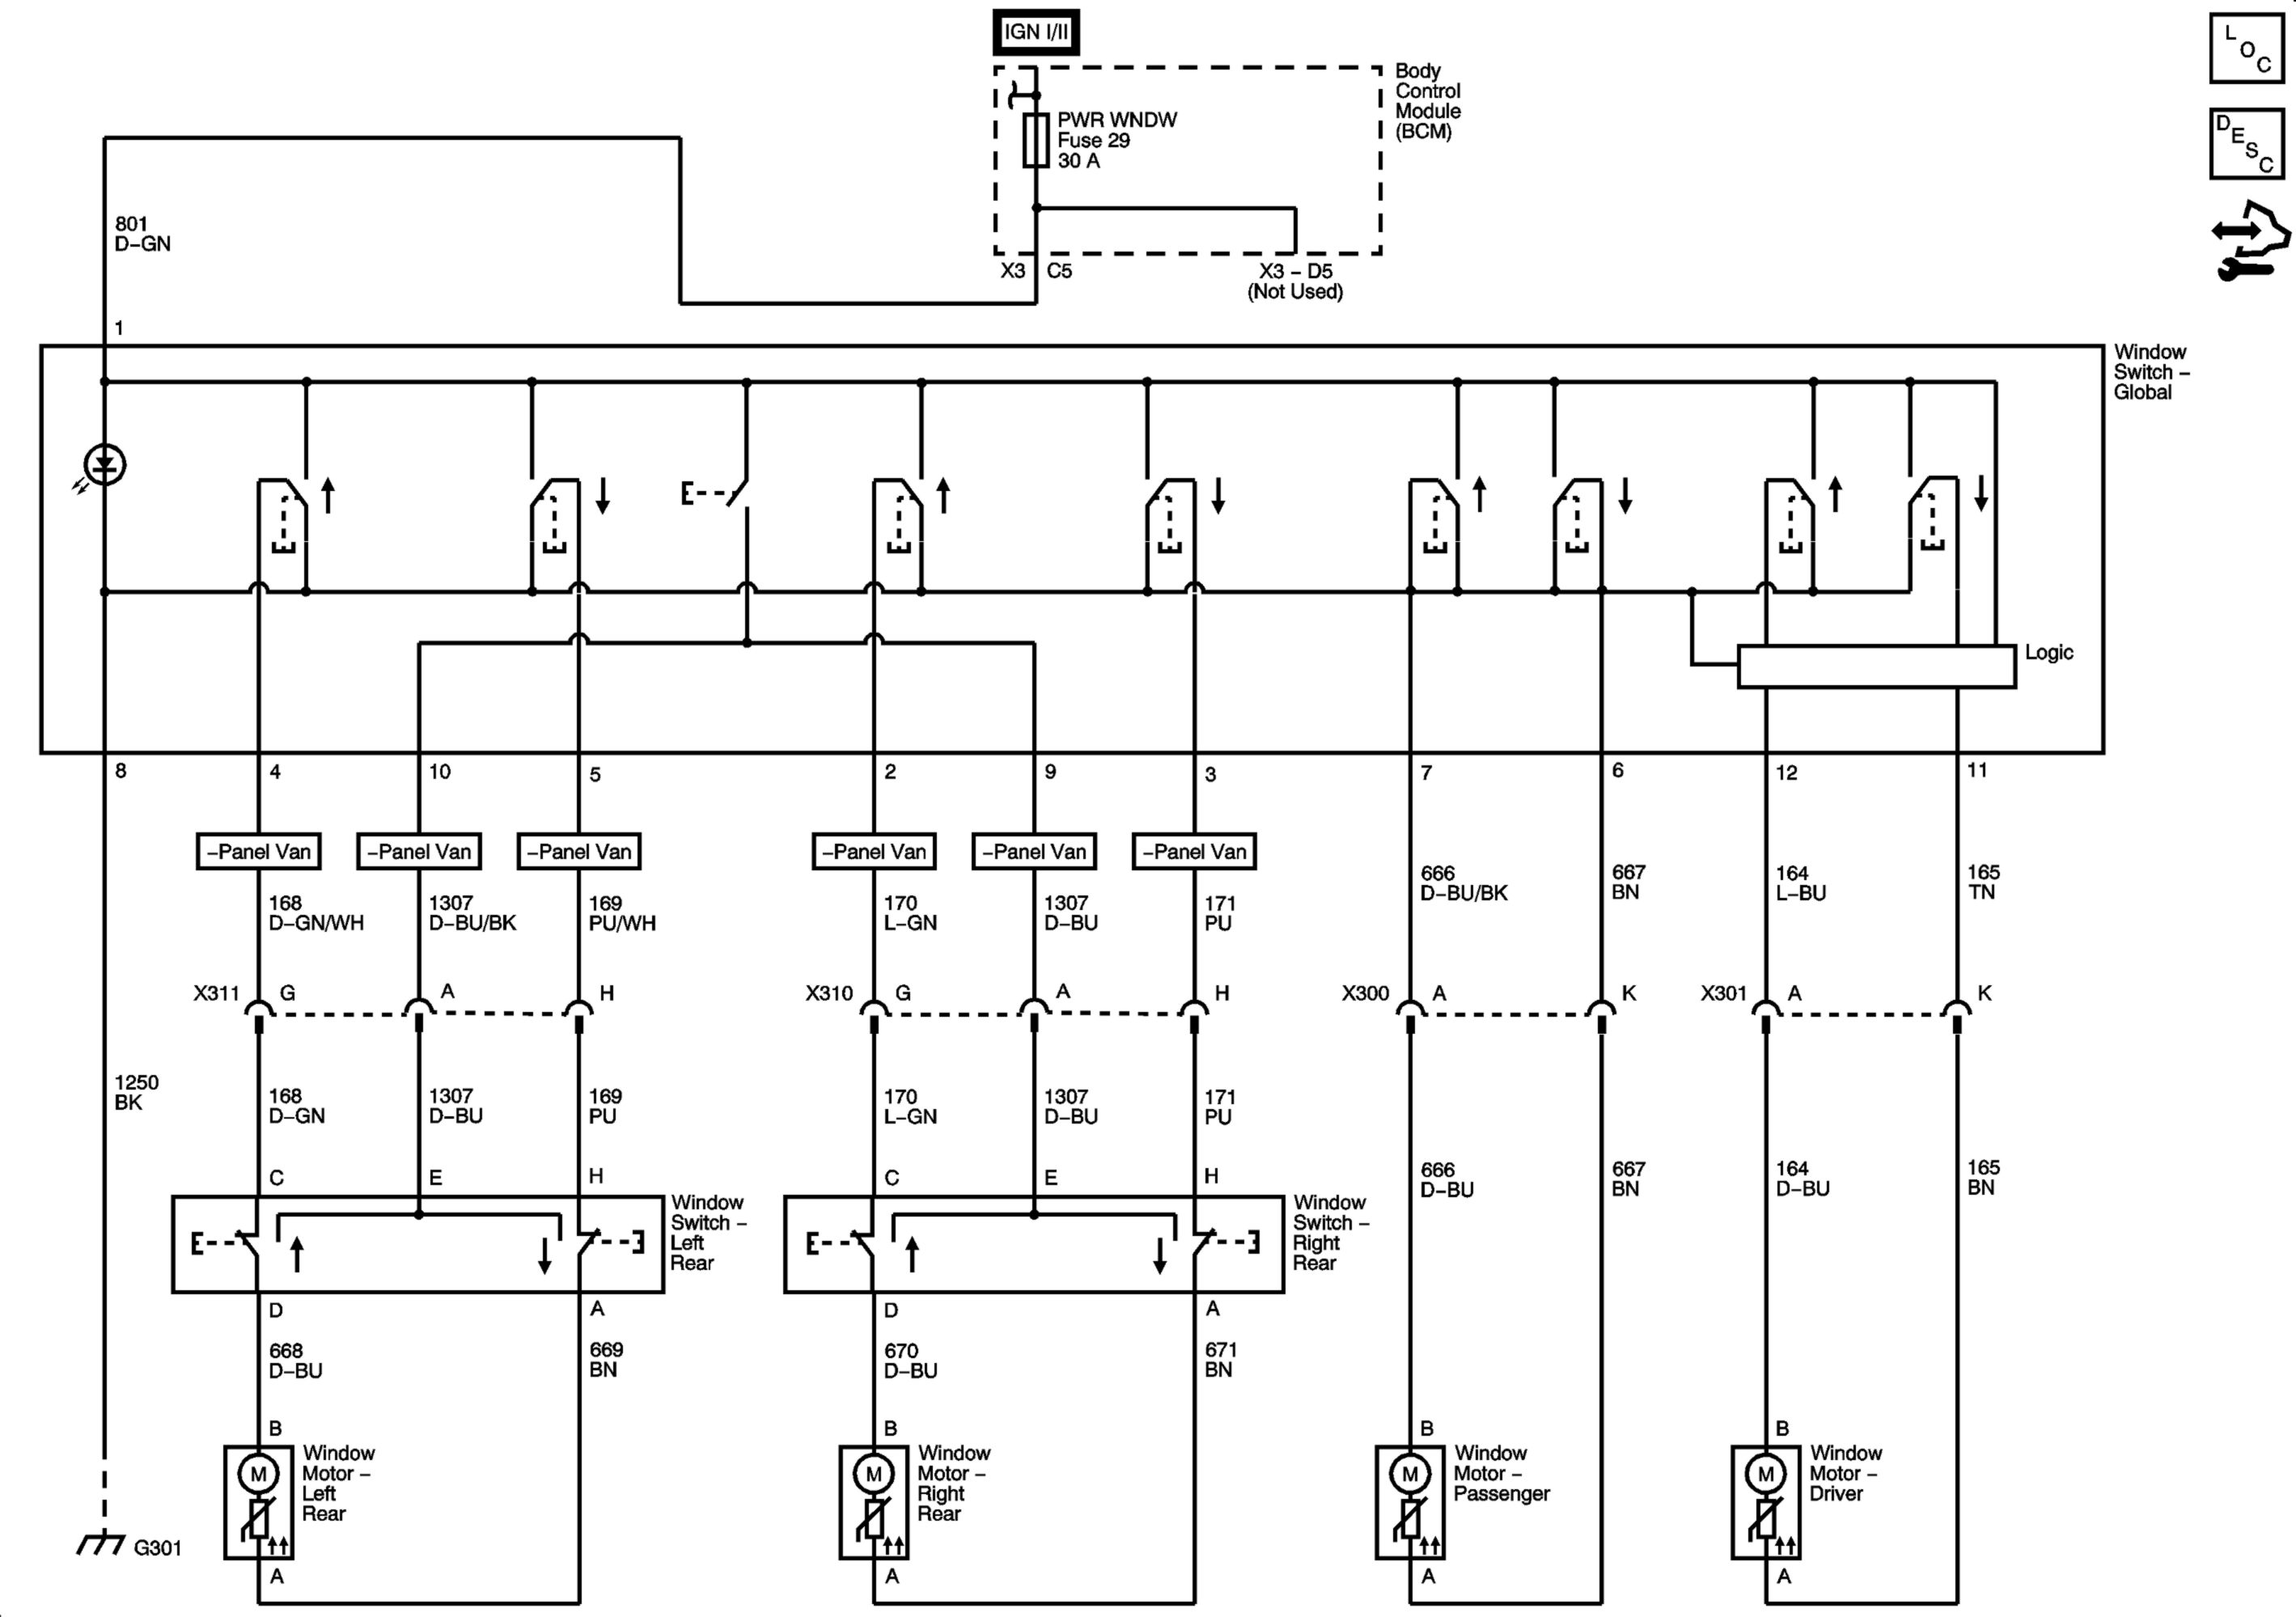 IGN I/II
L
O
C
Body
Control
Module
(BCM)
PWR WNDW
Fuse 29
30 A
D
E
S
C
801
D–GN
X3
C5
X3 – D5
(Not Used)
1
Window
Switch –
Global
Logic
8
4
10
5
2
9
3
7
6
12
11
–Panel Van
–Panel Van
–Panel Van
–Panel Van
–Panel Van
–Panel Van
168
D–GN/WH
1307
D–BU/BK
169
PU/WH
170
L–GN
1307
D–BU
171
PU
666
D–BU/BK
667
BN
164
L–BU
165
TN
X311
G
A
H
X310
G
A
H
X300
A
K
X301
A
K
1250
BK
168
D–GN
1307
D–BU
169
PU
170
L–GN
1307
D–BU
171
PU
666
D–BU
667
BN
164
D–BU
165
BN
C
E
H
Window
Switch –
Left
Rear
C
E
H
Window
Switch –
Right
Rear
D
A
D
A
668
D–BU
669
BN
670
D–BU
671
BN
B
B
B
B
M
Window
Motor –
Left
Rear
M
Window
Motor –
Right
Rear
M
Window
Motor –
Passenger
M
Window
Motor –
Driver
G301
A
A
A
A